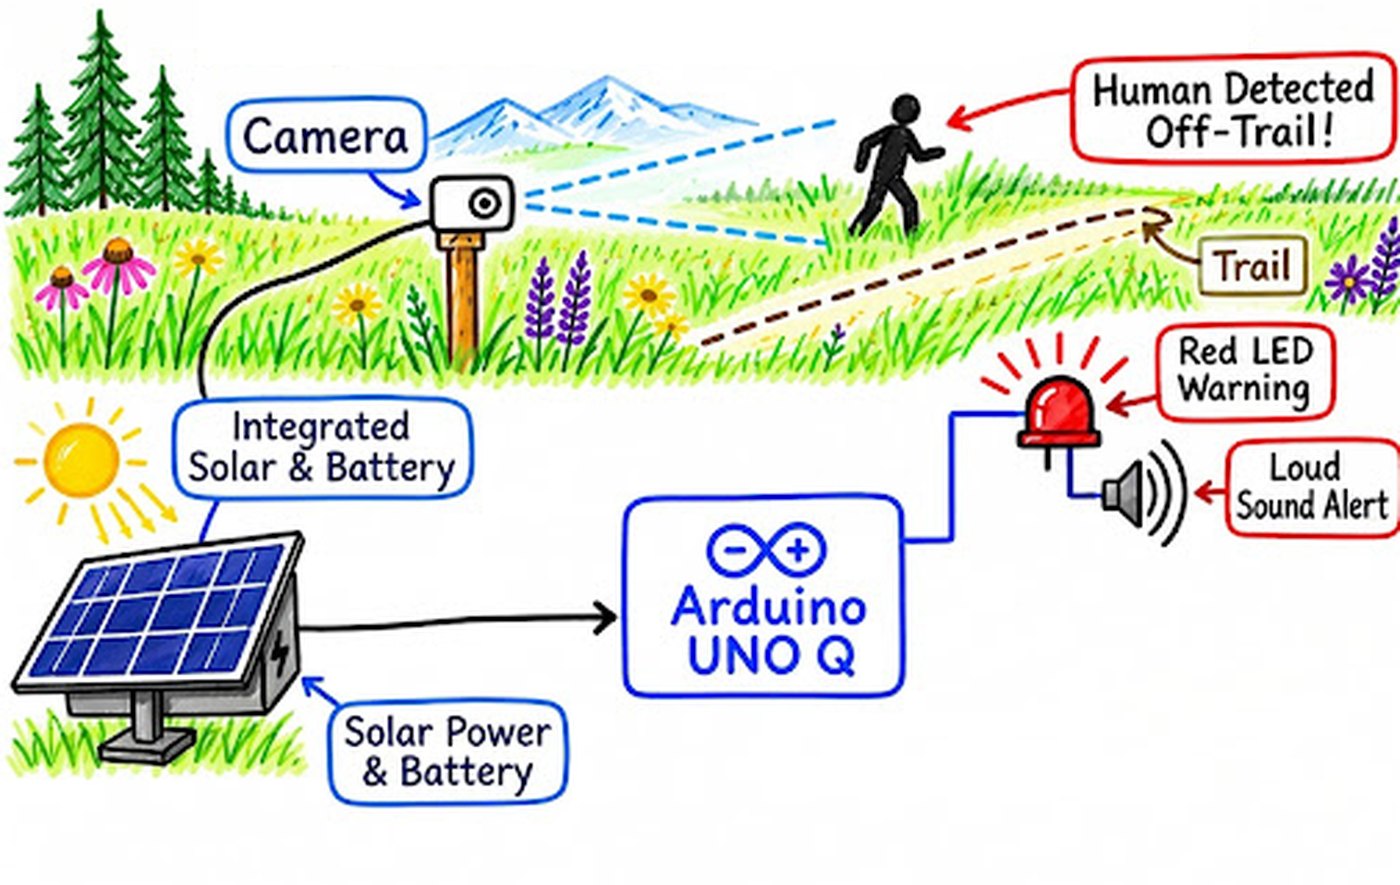 Camera
Human Detected
Off-Trail!
Trail
Integrated
Solar & Battery
Red LED
Warning
Loud
Sound Alert
Arduino
UNO Q
Solar Power
& Battery